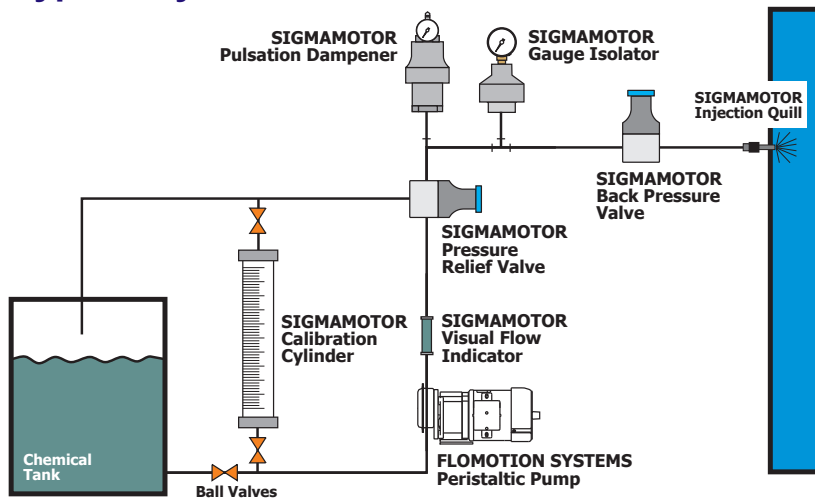 SIGMAMOTOR
Pulsation Dampener
SIGMAMOTOR
Gauge Isolator
SIGMAMOTOR
Injection Quill
SIGMAMOTOR
Back Pressure
Valve
SIGMAMOTOR
Pressure
Relief Valve
SIGMAMOTOR
Calibration
Cylinder
SIGMAMOTOR
Visual Flow
Indicator
Chemical
Tank
FLOMOTION SYSTEMS
Peristaltic Pump
Ball Valves